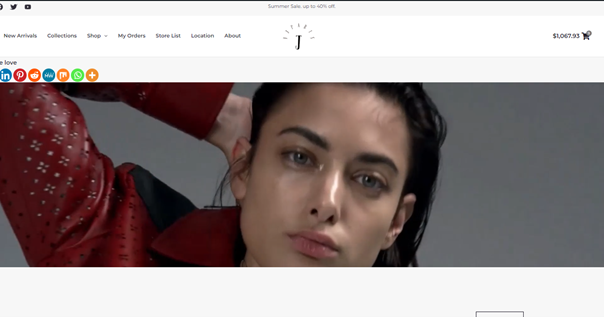 Summer Sale, up to 40% off.
New Arrivals Collections Shop My Orders Store List Location About
J
$1,067.93
e love
in